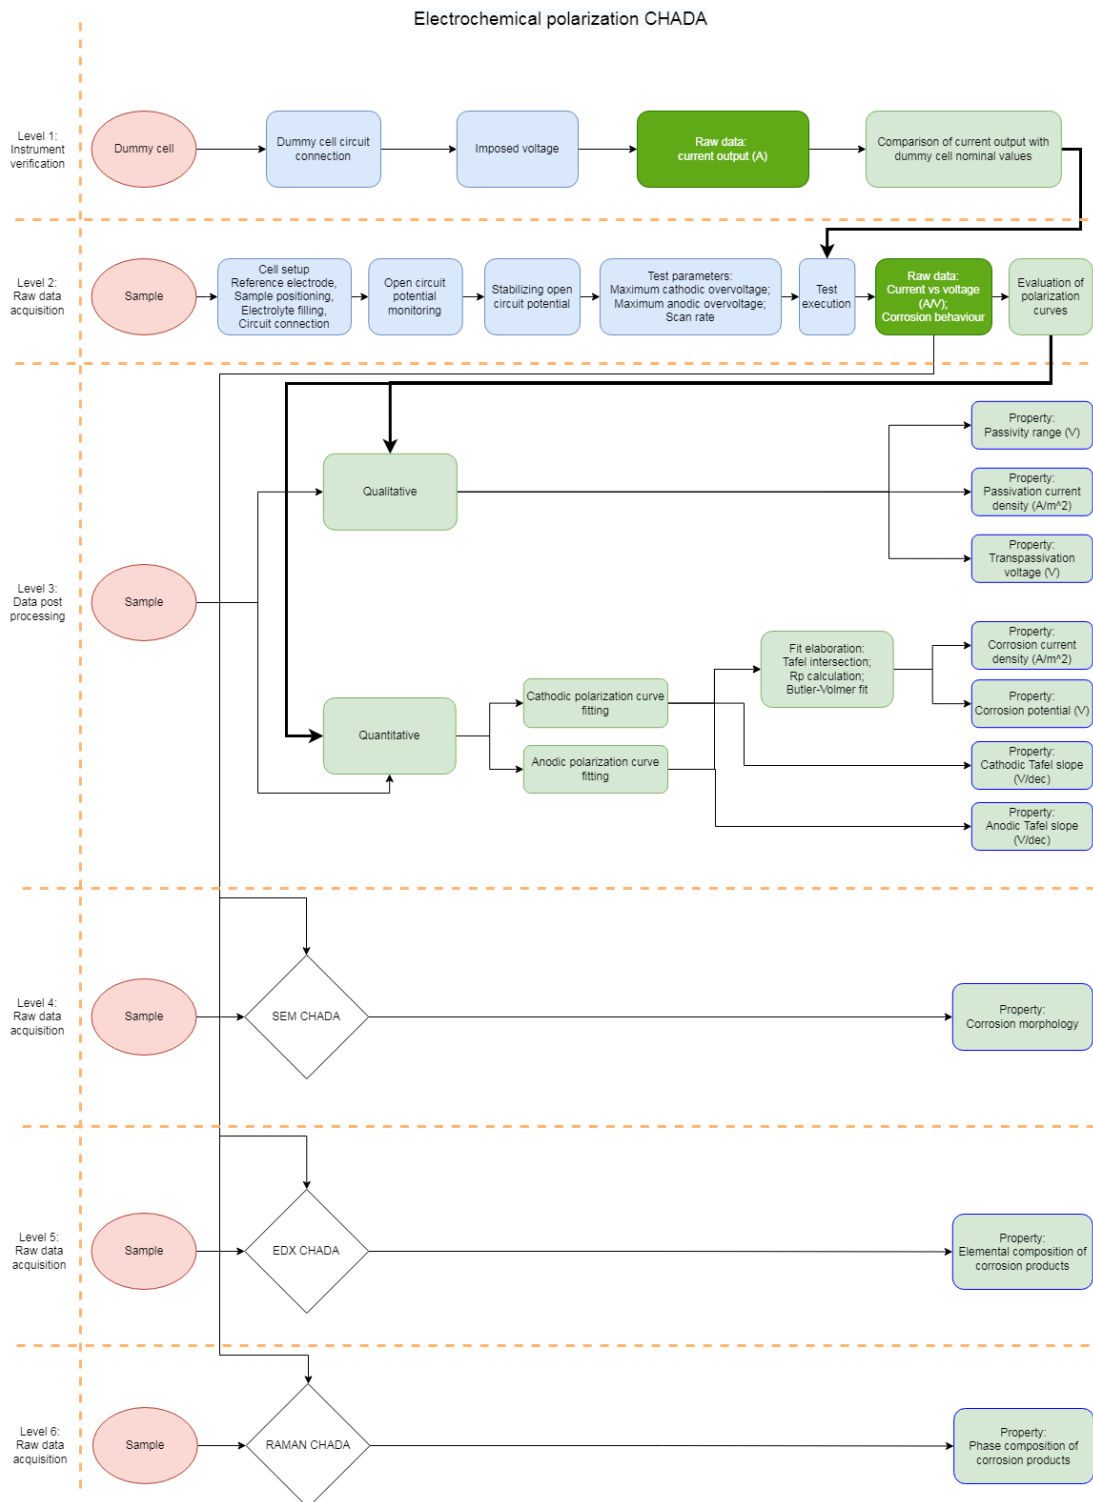 Electrochemical polarization CHADA
Level 1:
Instrument
verification
Dummy cell
Dummy cell circuit
connection
Imposed voltage
Raw data:
current output (A)
Comparison of current output with
dummy cell nominal values
Level 2:
Raw data
acquisition
Sample
Cell setup
Reference electrode,
Sample positioning,
Electrolyte filling,
Circuit connection
Open circuit
potential
monitoring
Stabilizing open
circuit potential
Test parameters:
Maximum cathodic overvoltage;
Maximum anodic overvoltage;
Scan rate
Test
execution
Raw data:
Current vs voltage
(A/V);
Corrosion behaviour
Evaluation of
polarization
curves
Level 3:
Data post
processing
Sample
Qualitative
Property:
Passivity range (V)
Property:
Passivation current
density (A/m^2)
Property:
Transpassivation
voltage (V)
Quantitative
Cathodic polarization curve
fitting
Anodic polarization curve
fitting
Fit elaboration:
Tafel intersection;
Rp calculation;
Butler-Volmer fit
Property:
Corrosion current
density (A/m^2)
Property:
Corrosion potential (V)
Property:
Cathodic Tafel slope
(V/dec)
Property:
Anodic Tafel slope
(V/dec)
Level 4:
Raw data
acquisition
Sample
SEM CHADA
Property:
Corrosion morphology
Level 5:
Raw data
acquisition
Sample
EDX CHADA
Property:
Elemental composition of
corrosion products
Level 6:
Raw data
acquisition
Sample
RAMAN CHADA
Property:
Phase composition of
corrosion products